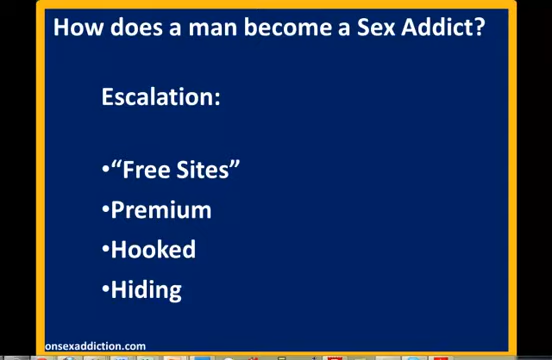 How does a man become a Sex Addict?
Escalation:
•“Free Sites”
•Premium
•Hooked
•Hiding
onsexaddiction.com